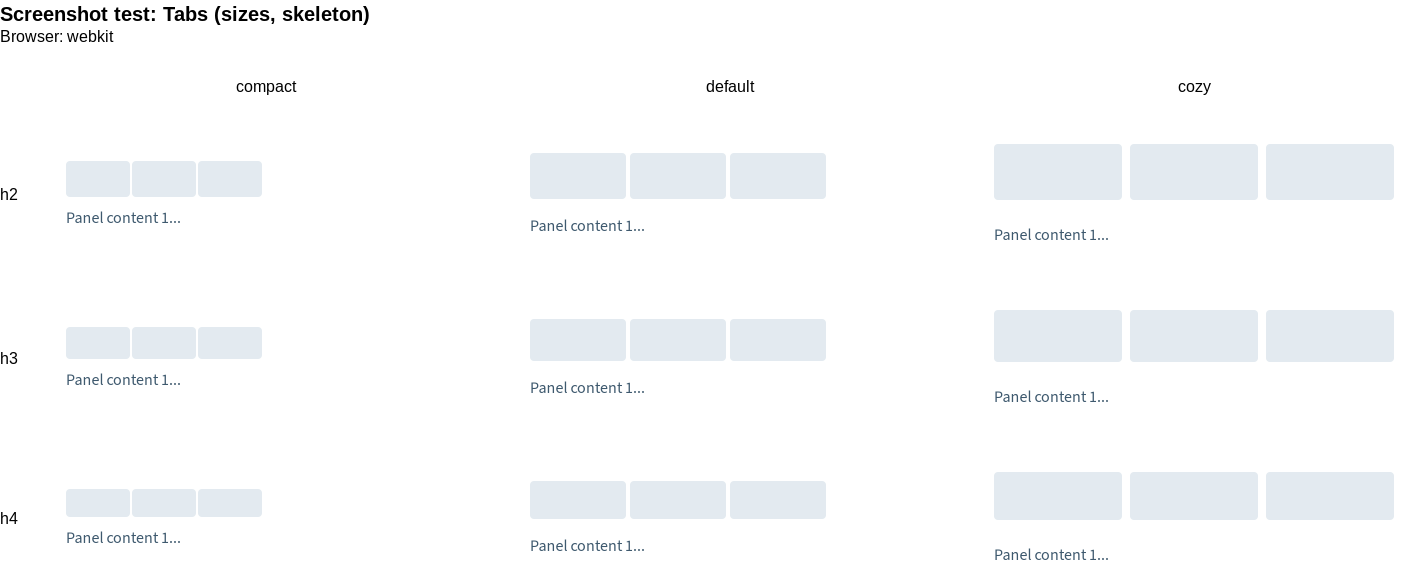 Screenshot test: Tabs (sizes, skeleton)
Browser: webkit
compact default cozy
h2
Panel content 1... Panel content 1... Panel content 1...
h3
Panel content 1... Panel content 1... Panel content 1...
h4
Panel content 1... Panel content 1... Panel content 1...